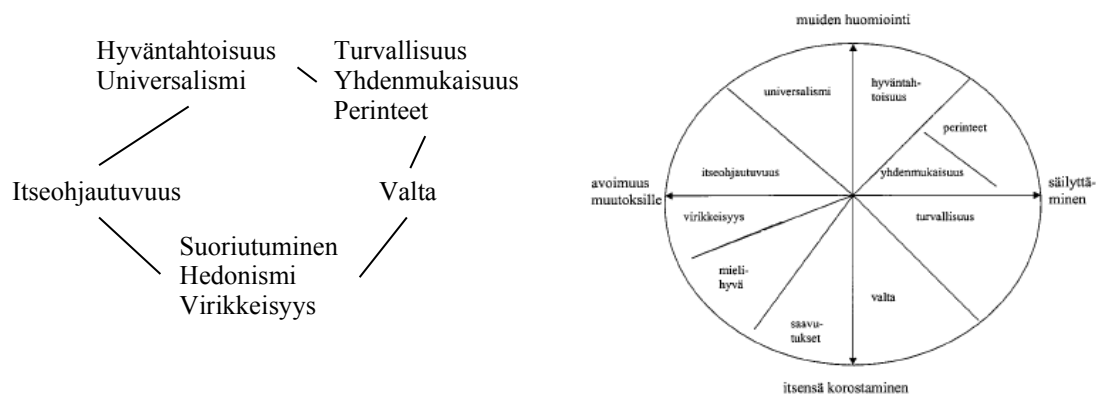 Hyväntahtoisuus
Universalismi
Turvallisuus
Yhdenmukaisuus
Perinteet
Itseohjautuvuus
Valta
Suoriutuminen
Hedonismi
Virikkeisyys
muiden huomiointi
universalismi
hyväntah-
toisuus
perinteet
itseohjautuvuus
yhdenmukaisuus
avoimuus
muutoksille
säilyttä-
minen
virikkeisyys
turvallisuus
mieli-
hyvä
valta
saavu-
tukset
itsensä korostaminen